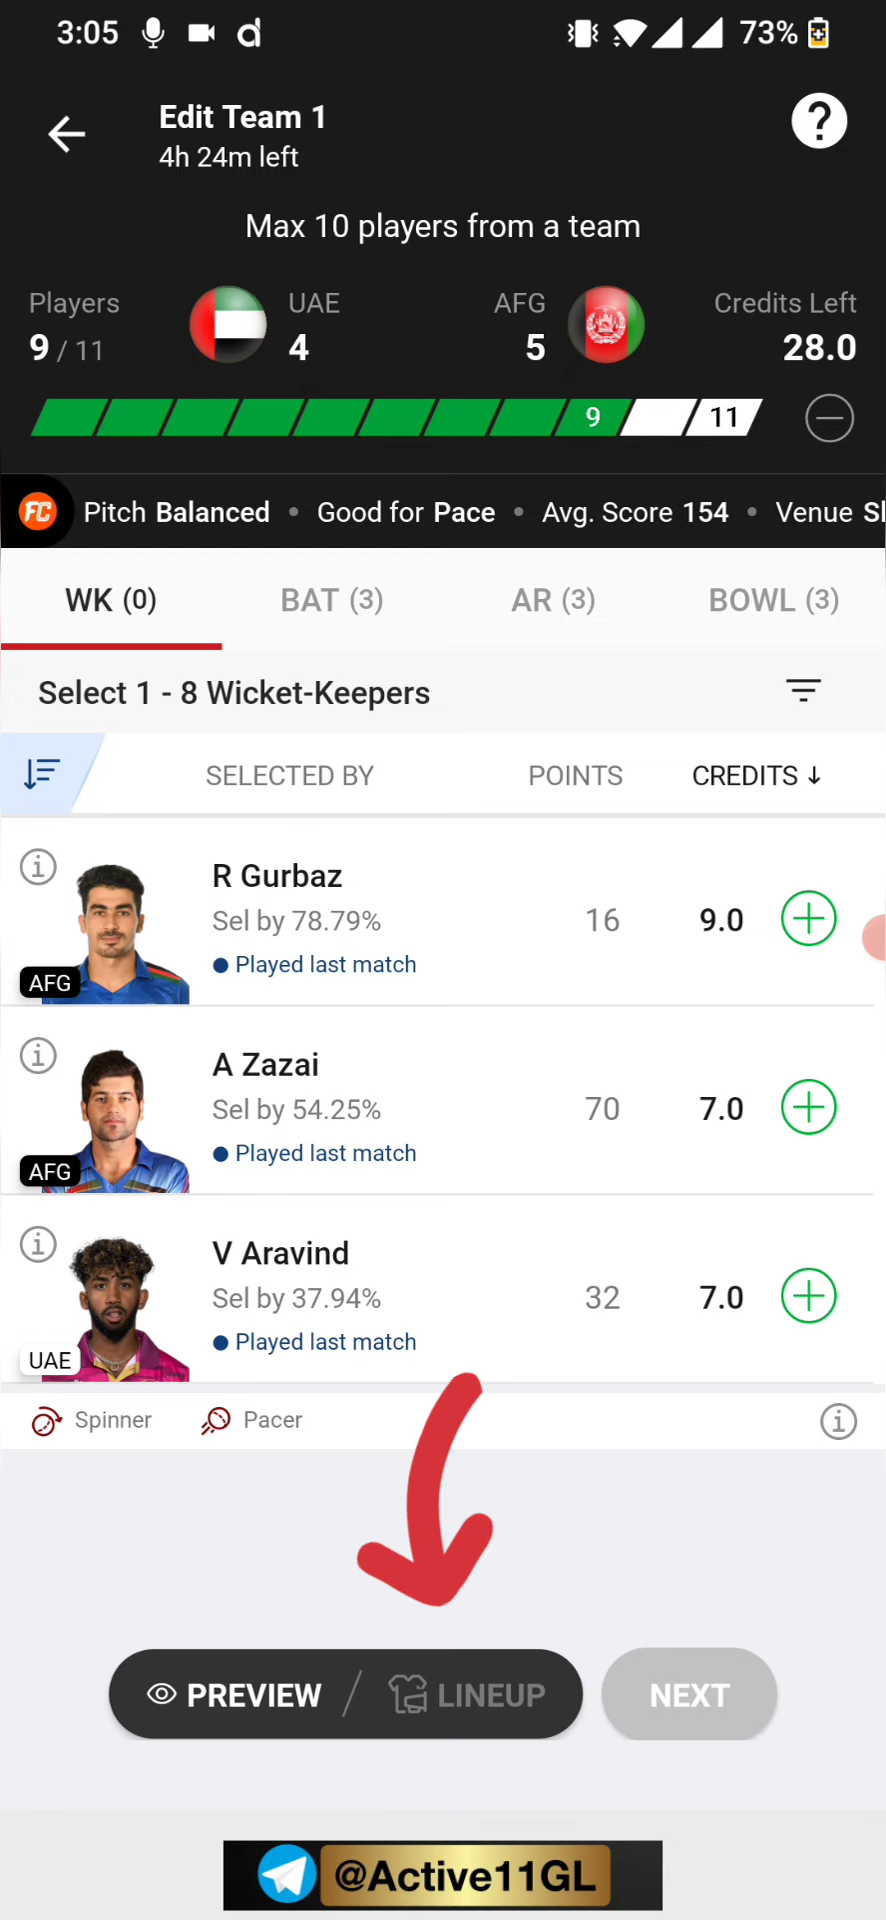 3:05 73%
Edit Team 1
4h 24m left
?
Max 10 players from a team
Players UAE AFG Credits Left
9 / 11 4 5 28.0
9 11
FC Pitch Balanced • Good for Pace • Avg. Score 154 • Venue
WK (0) BAT (3) AR (3) BOWL (3)
Select 1 - 8 Wicket-Keepers
SELECTED BY POINTS CREDITS ↓
R Gurbaz
Sel by 78.79% 16 9.0
Played last match
AFG
A Zazai
Sel by 54.25% 70 7.0
Played last match
AFG
V Aravind
Sel by 37.94% 32 7.0
Played last match
UAE
Spinner Pacer
PREVIEW / LINEUP NEXT
@Active11GL